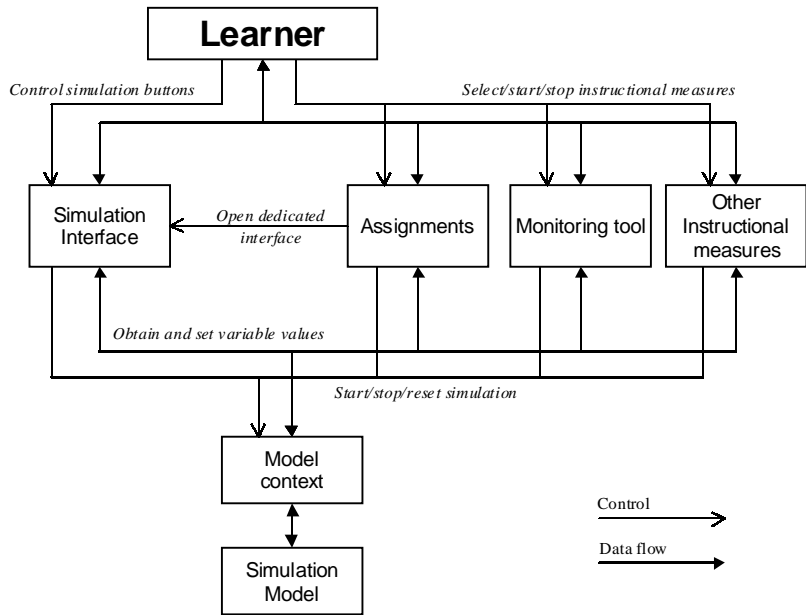 Learner
Control simulation buttons
Select/start/stop instructional measures
Simulation
Interface
Open dedicated
interface
Assignments
Monitoring tool
Other
Instructional
measures
Obtain and set variable values
Start/stop/reset simulation
Model
context
Control
Data flow
Simulation
Model